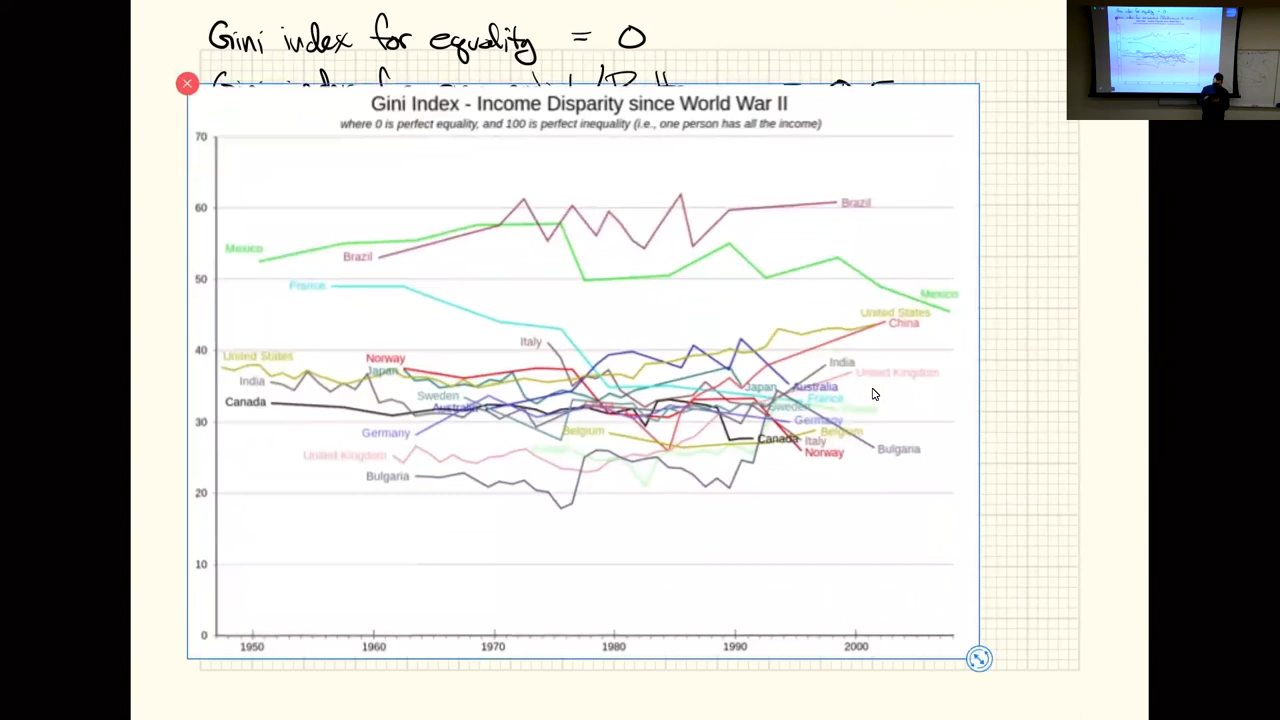 Gini index for equality = 0
Gini index for
Gini Index - Income Disparity since World War II
where 0 is perfect equality, and 100 is perfect inequality (i.e., one person has all the income)
70
60
50
40
30
20
10
0
Brazil
Mexico
Brazil
France
Mexico
United States
China
Italy
United States
Norway
Japan
India
United Kingdom
India
Japan
Australia
Sweden
France
Canada
Australia
Sweden
Germany
Germany
Belgium
Belgium
Canada
Italy
Bulgaria
United Kingdom
Norway
Bulgaria
1950
1960
1970
1980
1990
2000